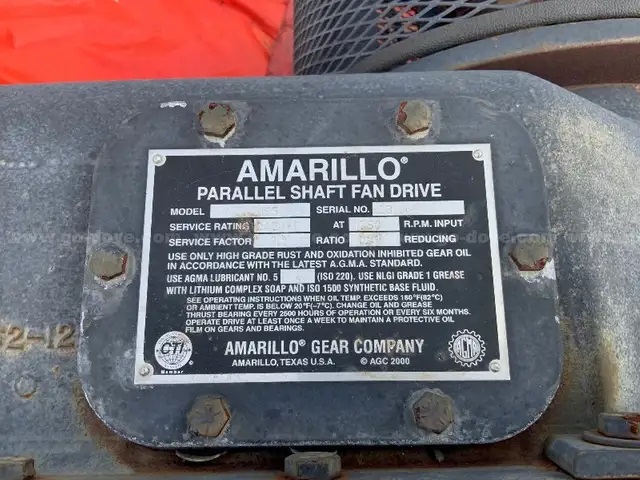 AMARILLO®
PARALLEL SHAFT FAN DRIVE
MODEL SERIAL NO.
SERVICE RATING AT R.P.M. INPUT
SERVICE FACTOR RATIO REDUCING
USE ONLY HIGH GRADE RUST AND OXIDATION INHIBITED GEAR OIL
IN ACCORDANCE WITH THE LATEST A.G.M.A. STANDARD.
USE AGMA LUBRICANT NO. 5 (ISO 220). USE NLGI GRADE 1 GREASE
WITH LITHIUM COMPLEX SOAP AND ISO 1500 SYNTHETIC BASE FLUID.
SEE OPERATING INSTRUCTIONS WHEN OIL TEMP. EXCEEDS 180°F(82°C)
OR AMBIENT TEMP. IS BELOW 20°F(-7°C). CHANGE OIL AND GREASE
THRUST BEARING EVERY 2500 HOURS OF OPERATION OR EVERY SIX MONTHS.
OPERATE DRIVE AT LEAST ONCE A WEEK TO MAINTAIN A PROTECTIVE OIL
FILM ON GEARS AND BEARINGS.
CTI
Member
AMARILLO® GEAR COMPANY
AMARILLO, TEXAS U.S.A. © AGC 2000
AGMA